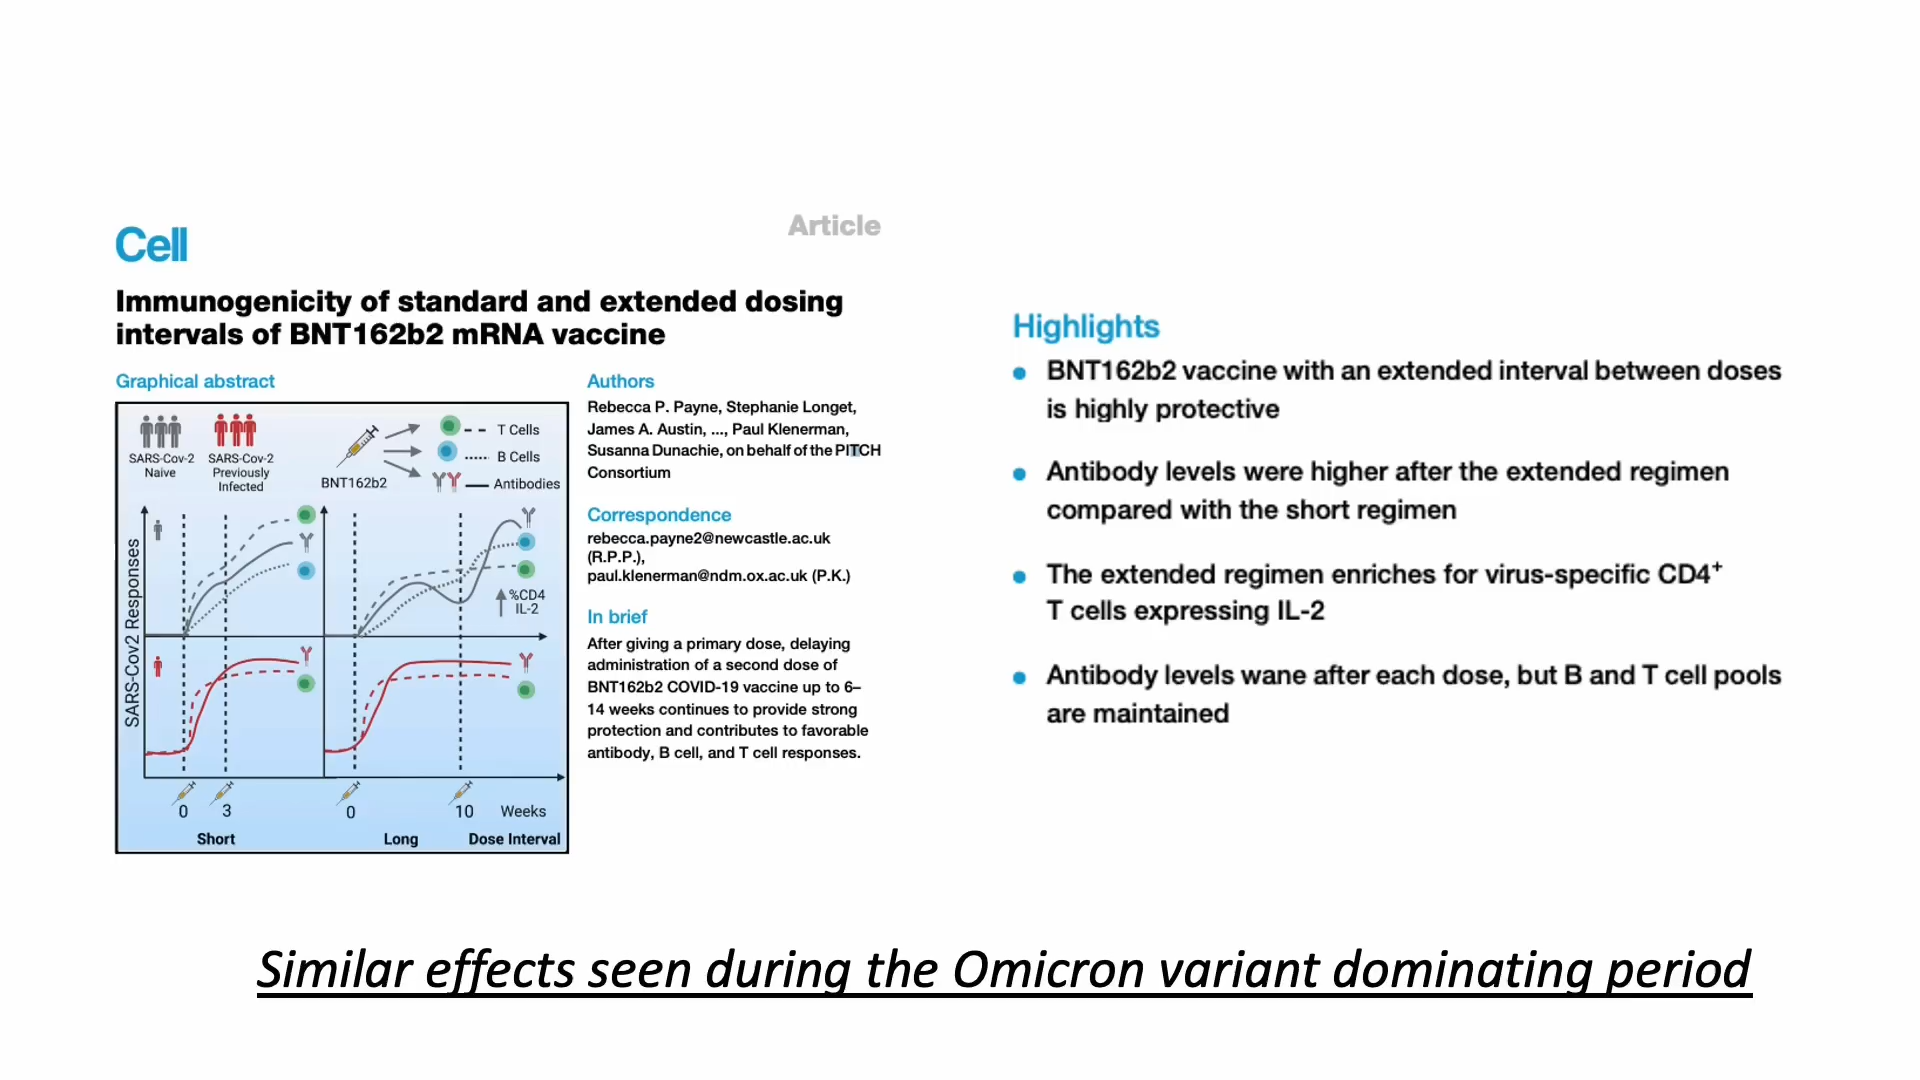 Article
Cell
Immunogenicity of standard and extended dosing
intervals of BNT162b2 mRNA vaccine
Graphical abstract
SARS-Cov-2
Naive
SARS-Cov-2
Previously
Infected
BNT162b2
T Cells
B Cells
Antibodies
SARS-Cov2 Responses
%CD4
IL-2
0
3
0
10
Weeks
Short
Long
Dose Interval
Authors
Rebecca P. Payne, Stephanie Longet,
James A. Austin, ..., Paul Klenerman,
Susanna Dunachie, on behalf of the PITCH
Consortium
Correspondence
rebecca.payne2@newcastle.ac.uk
(R.P.P.),
paul.klenerman@ndm.ox.ac.uk (P.K.)
In brief
After giving a primary dose, delaying
administration of a second dose of
BNT162b2 COVID-19 vaccine up to 6–
14 weeks continues to provide strong
protection and contributes to favorable
antibody, B cell, and T cell responses.
Highlights
• BNT162b2 vaccine with an extended interval between doses
is highly protective
• Antibody levels were higher after the extended regimen
compared with the short regimen
• The extended regimen enriches for virus-specific CD4⁺
T cells expressing IL-2
• Antibody levels wane after each dose, but B and T cell pools
are maintained
Similar effects seen during the Omicron variant dominating period